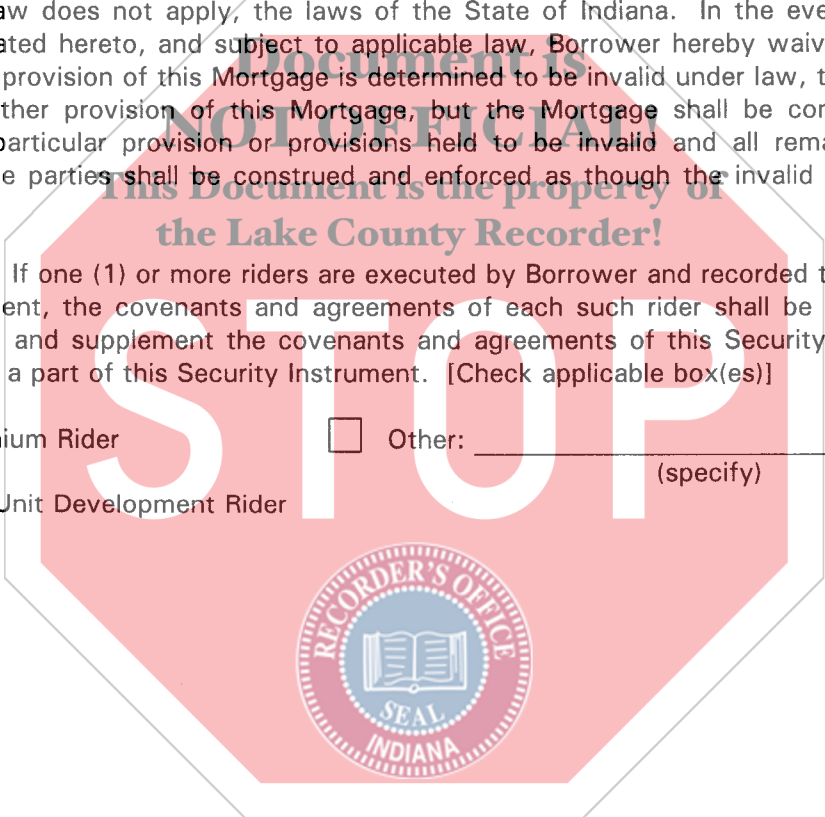 aw does not apply, the laws of the State of Indiana. In the eve
ated hereto, and subject to applicable law, Borrower hereby waiv
Document is
provision of this Mortgage is determined to be invalid under law, t
ther provision of this Mortgage, but the Mortgage shall be cor
NOT OFFICIAL!
particular provision or provisions held to be invalid and all rema
e parties shall be construed and enforced as though the invalid
This Document is the property of
the Lake County Recorder!
If one (1) or more riders are executed by Borrower and recorded t
ent, the covenants and agreements of each such rider shall be
and supplement the covenants and agreements of this Security
a part of this Security Instrument. [Check applicable box(es)]
STOP
ium Rider
Other:
(specify)
Unit Development Rider
RECORDER'S OFFICE
SEAL
INDIANA